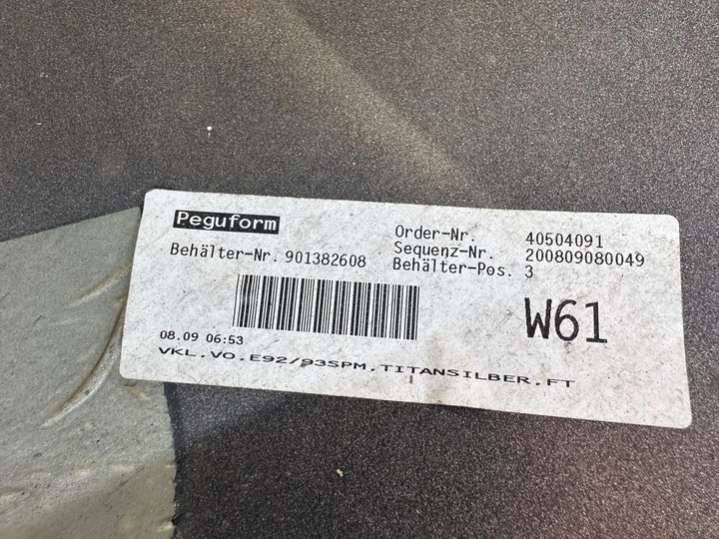 Peguform
Order-Nr. 40504091
Sequenz-Nr. 200809080049
Behälter-Nr. 901382608
Behälter-Pos. 3
W61
08.09 06:53
VKL.VO.E92/93SPM.TITANSILBER.FT